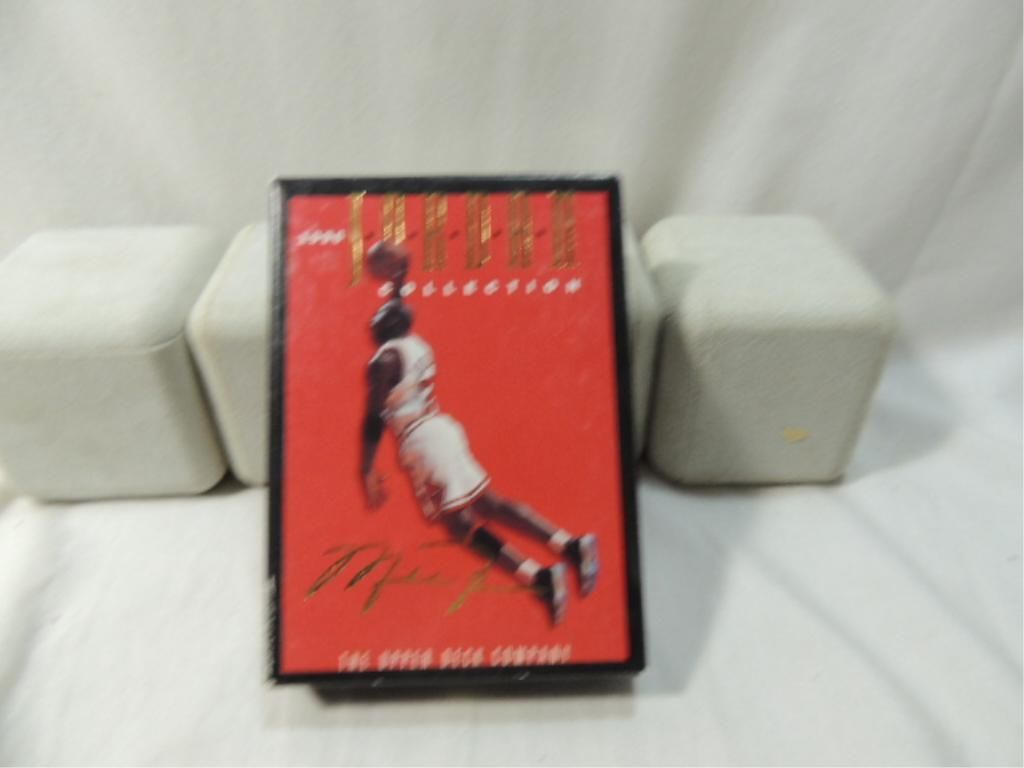 JORDAN
COLLECTION
THE UPPER DECK COMPANY